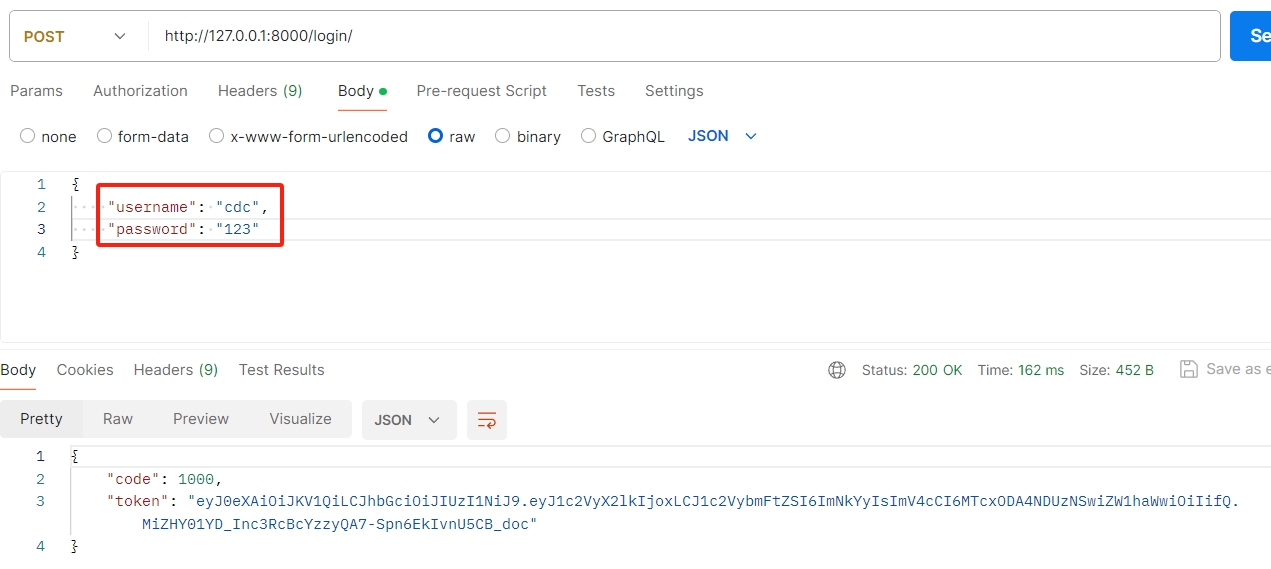 POST http://127.0.0.1:8000/login/ Se
Params Authorization Headers (9) Body Pre-request Script Tests Settings
none form-data x-www-form-urlencoded raw binary GraphQL JSON
1 {
2 "username": "cdc",
3 "password": "123"
4 }
Body Cookies Headers (9) Test Results Status: 200 OK Time: 162 ms Size: 452 B Save as e
Pretty Raw Preview Visualize JSON
1 {
2 "code": 1000,
3 "token": "eyJ0eXAiOiJKV1QiLCJhbGciOiJIUzI1NiJ9.eyJ1c2VyX2lkIjoxLCJ1c2VybmFtZSI6ImNkYyIsImV4cCI6MTcxODA4NDUzNSwiZW1haWwiOiIifQ.
MiZHY01YD_Inc3RcBcYzzyQA7-Spn6EkIvnU5CB_doc"
4 }